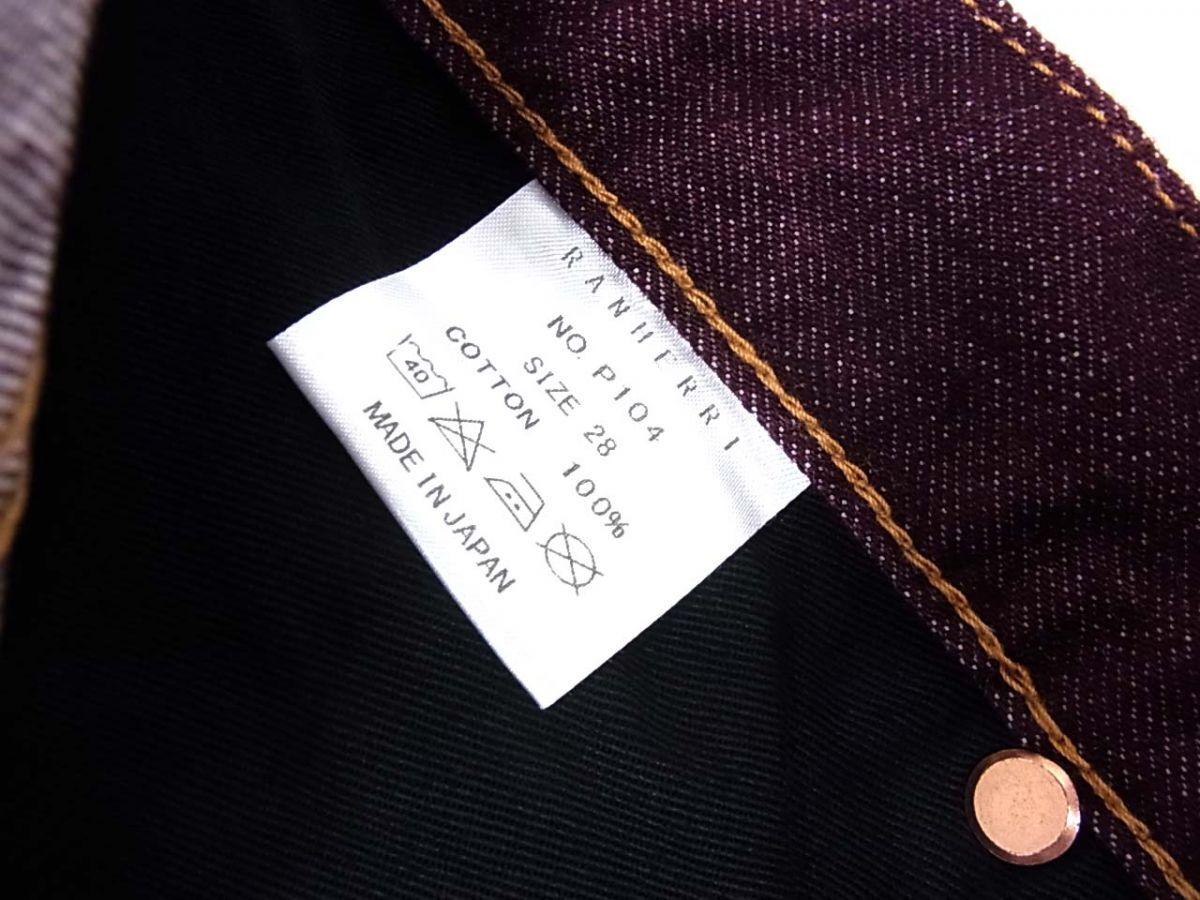 RANHERRI
NO. P104
SIZE 28
COTTON 100%
40
MADE IN JAPAN